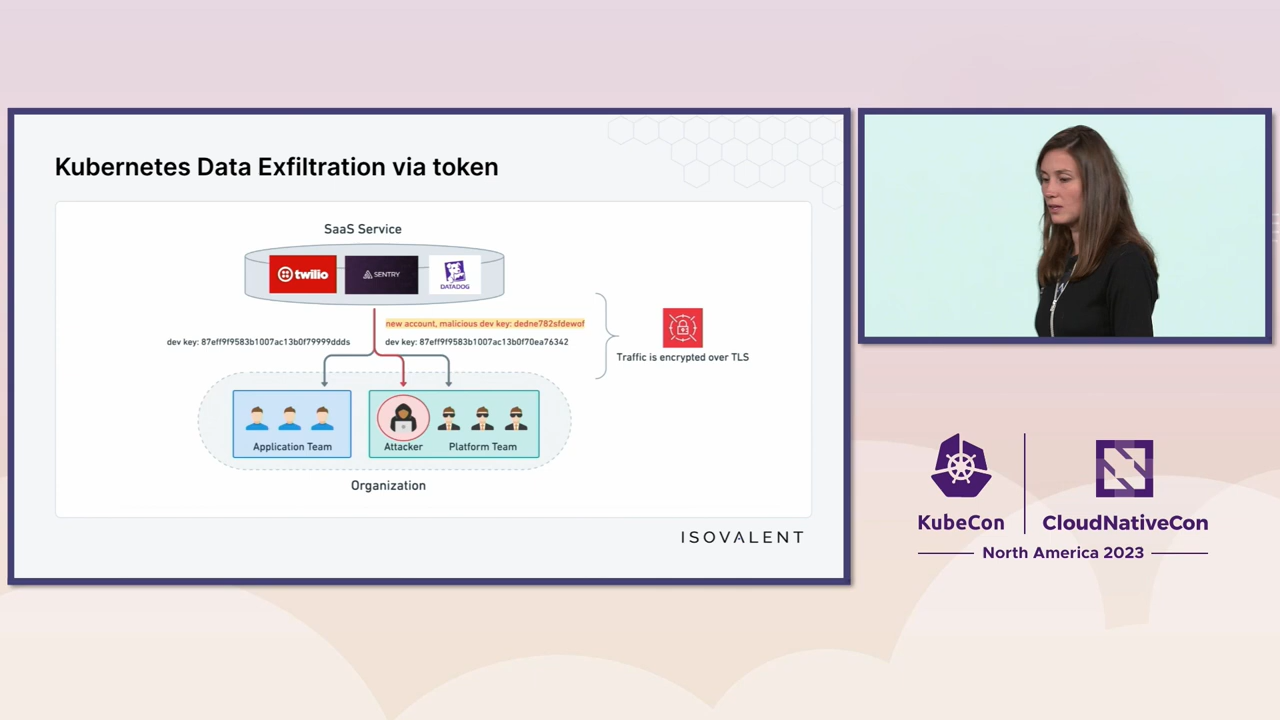 Kubernetes Data Exfiltration via token
SaaS Service
twilio
SENTRY
DATADOG
new account, malicious dev key: dedne782sfdewof
dev key: 87eff9f9583b1007ac13b0f79999ddds
dev key: 87eff9f9583b1007ac13b0f70ea76342
Traffic is encrypted over TLS
Application Team
Attacker
Platform Team
Organization
ISOVALENT
KubeCon
CloudNativeCon
North America 2023